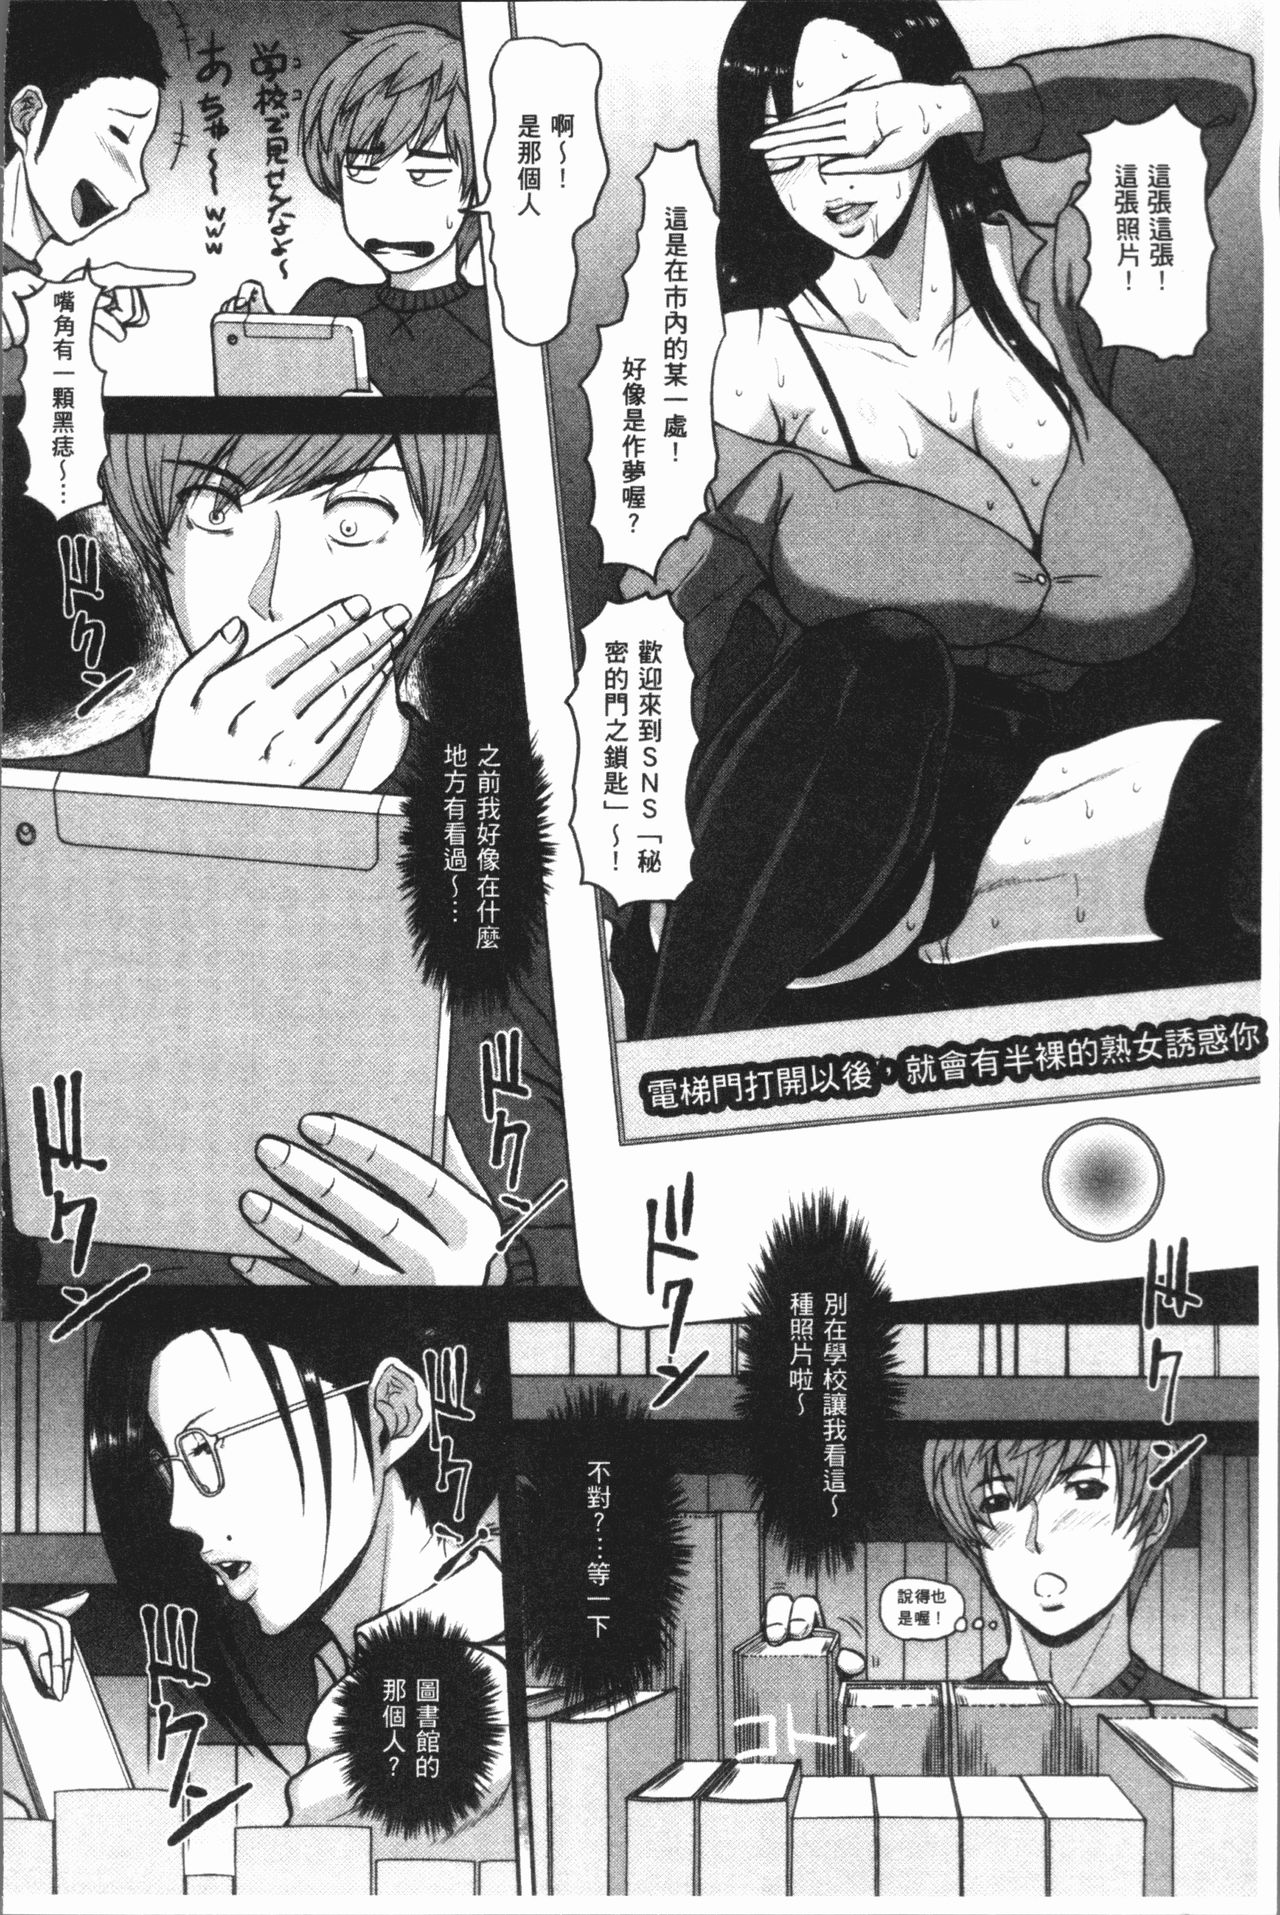 這張這張！
這張照片！
這是在市內的某一處！
好像是作夢喔？
歡迎來到SNS「秘
密的門之鎖匙」～！
電梯門打開以後，就會有半裸的熟女誘惑你
啊～！
是那個人
学校で見せんなよ～
ココ
あちゃ～www
嘴角有一顆黑痣～…
ドクン
之前我好像在什麼
地方有看過～…
ドクン
ドクン
ドクン
ドクン
別在學校讓我看這
種照片啦～
說得也
是喔！
コトッ
不對？…等一下
ドクン
圖書館的
那個人？
ドクン